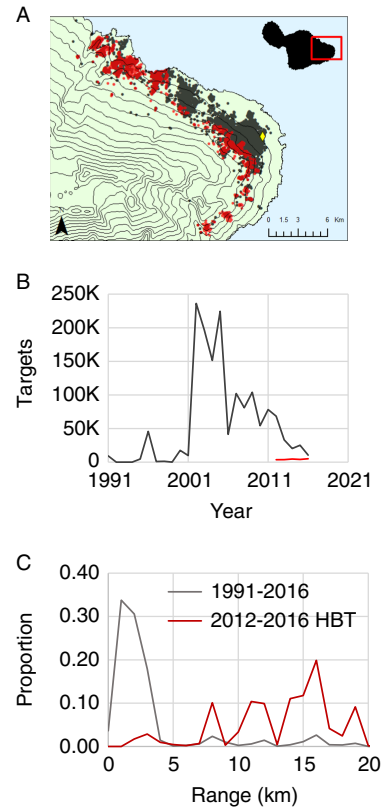 A
0 1.5 3 6 Km
B
250K
200K
150K
100K
50K
0
Targets
1991 2001 2011 2021
Year
C
0.40
0.30
0.20
0.10
0.00
Proportion
1991-2016
2012-2016 HBT
0 5 10 15 20
Range (km)